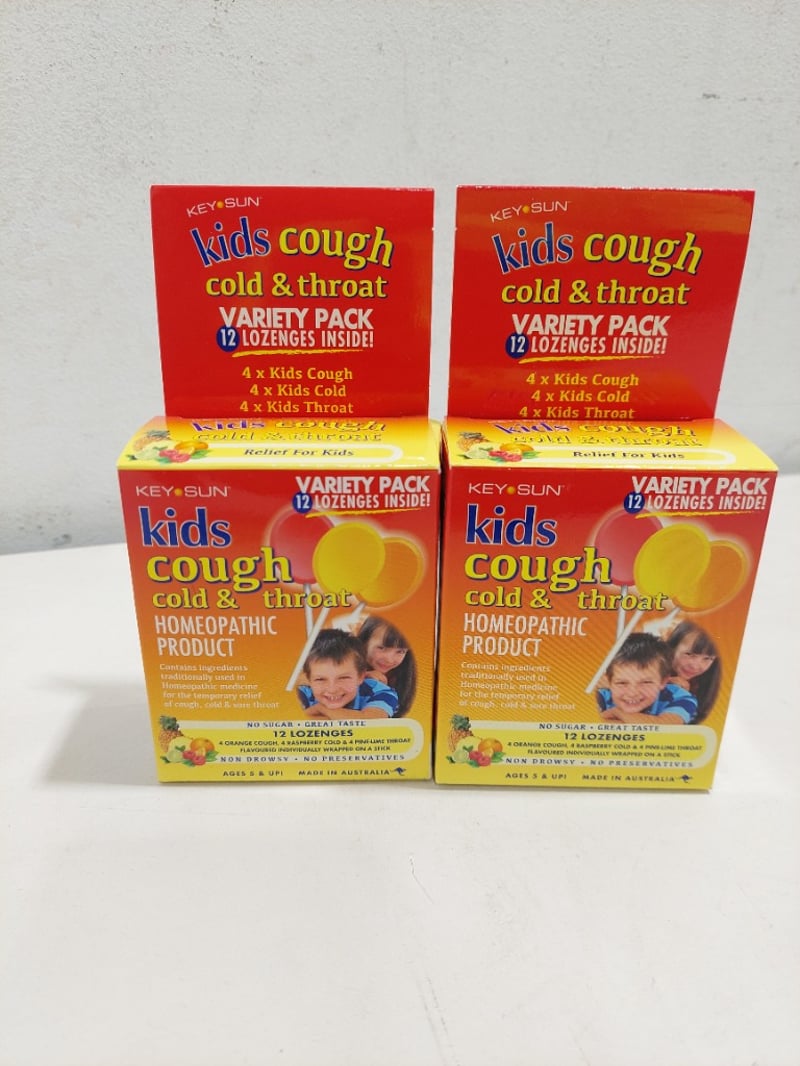 KEY SUN™
kids cough
cold & throat
VARIETY PACK
12 LOZENGES INSIDE!
4 x Kids Cough
4 x Kids Cold
4 x Kids Throat
kids cough
cold & throat
Relief For Kids
KEY SUN™
VARIETY PACK
12 LOZENGES INSIDE!
kids
cough
cold & throat
HOMEOPATHIC
PRODUCT
Contains ingredients
traditionally used in
Homeopathic medicine
for the temporary relief
of cough, cold & sore throat
NO SUGAR • GREAT TASTE
12 LOZENGES
4 ORANGE COUGH, 4 RASPBERRY COLD & 4 PINE-LIME THROAT
FLAVOURED INDIVIDUALLY WRAPPED ON A STICK
NON DROWSY • NO PRESERVATIVES
AGES 5 & UP! MADE IN AUSTRALIA
KEY SUN™
kids cough
cold & throat
VARIETY PACK
12 LOZENGES INSIDE!
4 x Kids Cough
4 x Kids Cold
4 x Kids Throat
kids cough
cold & throat
Relief For Kids
KEY SUN™
VARIETY PACK
12 LOZENGES INSIDE!
kids
cough
cold & throat
HOMEOPATHIC
PRODUCT
Contains ingredients
traditionally used in
Homeopathic medicine
for the temporary relief
of cough, cold & sore throat
NO SUGAR • GREAT TASTE
12 LOZENGES
4 ORANGE COUGH, 4 RASPBERRY COLD & 4 PINE-LIME THROAT
FLAVOURED INDIVIDUALLY WRAPPED ON A STICK
NON DROWSY • NO PRESERVATIVES
AGES 5 & UP! MADE IN AUSTRALIA